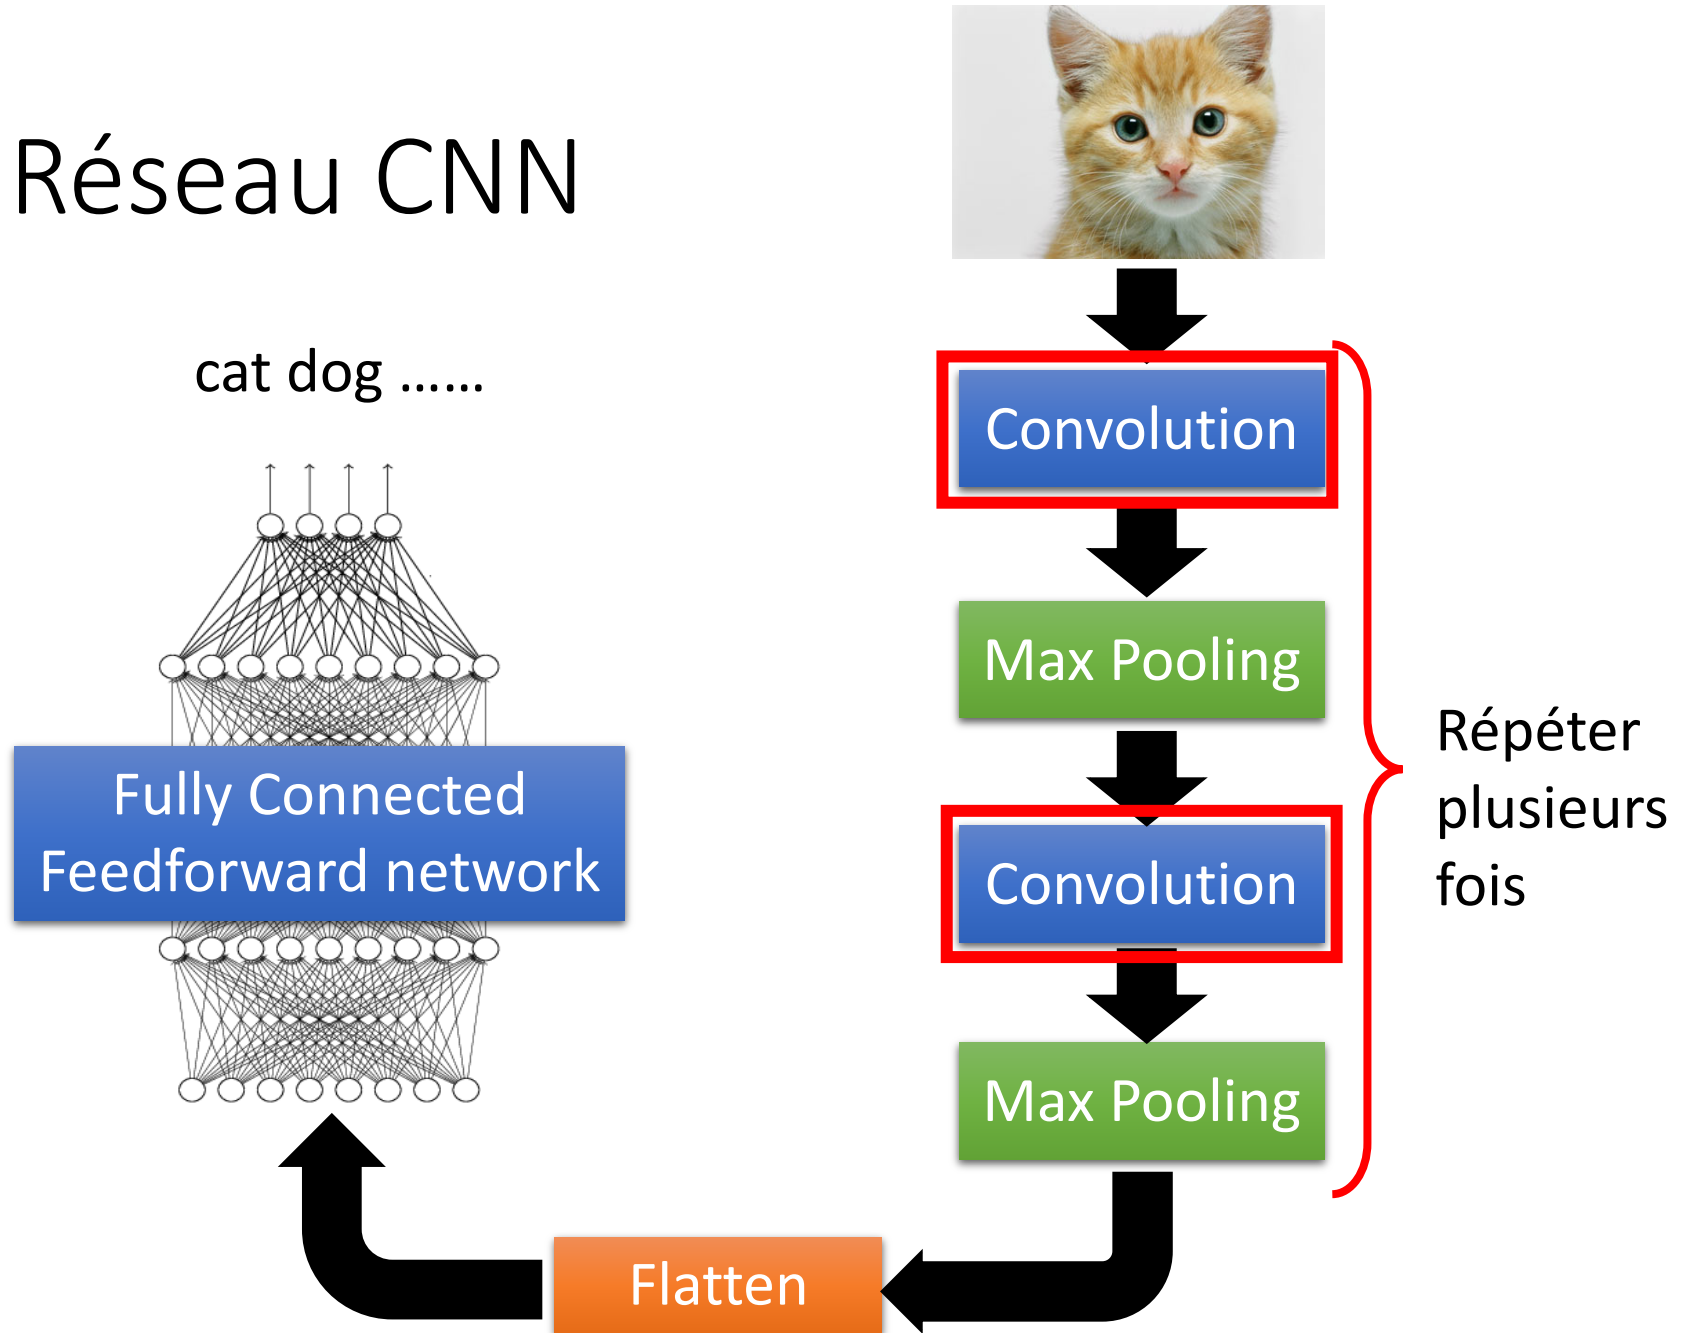 Réseau CNN
cat dog ……
Convolution
Max Pooling
Convolution
Max Pooling
Répéter
plusieurs
fois
Flatten
Fully Connected
Feedforward network